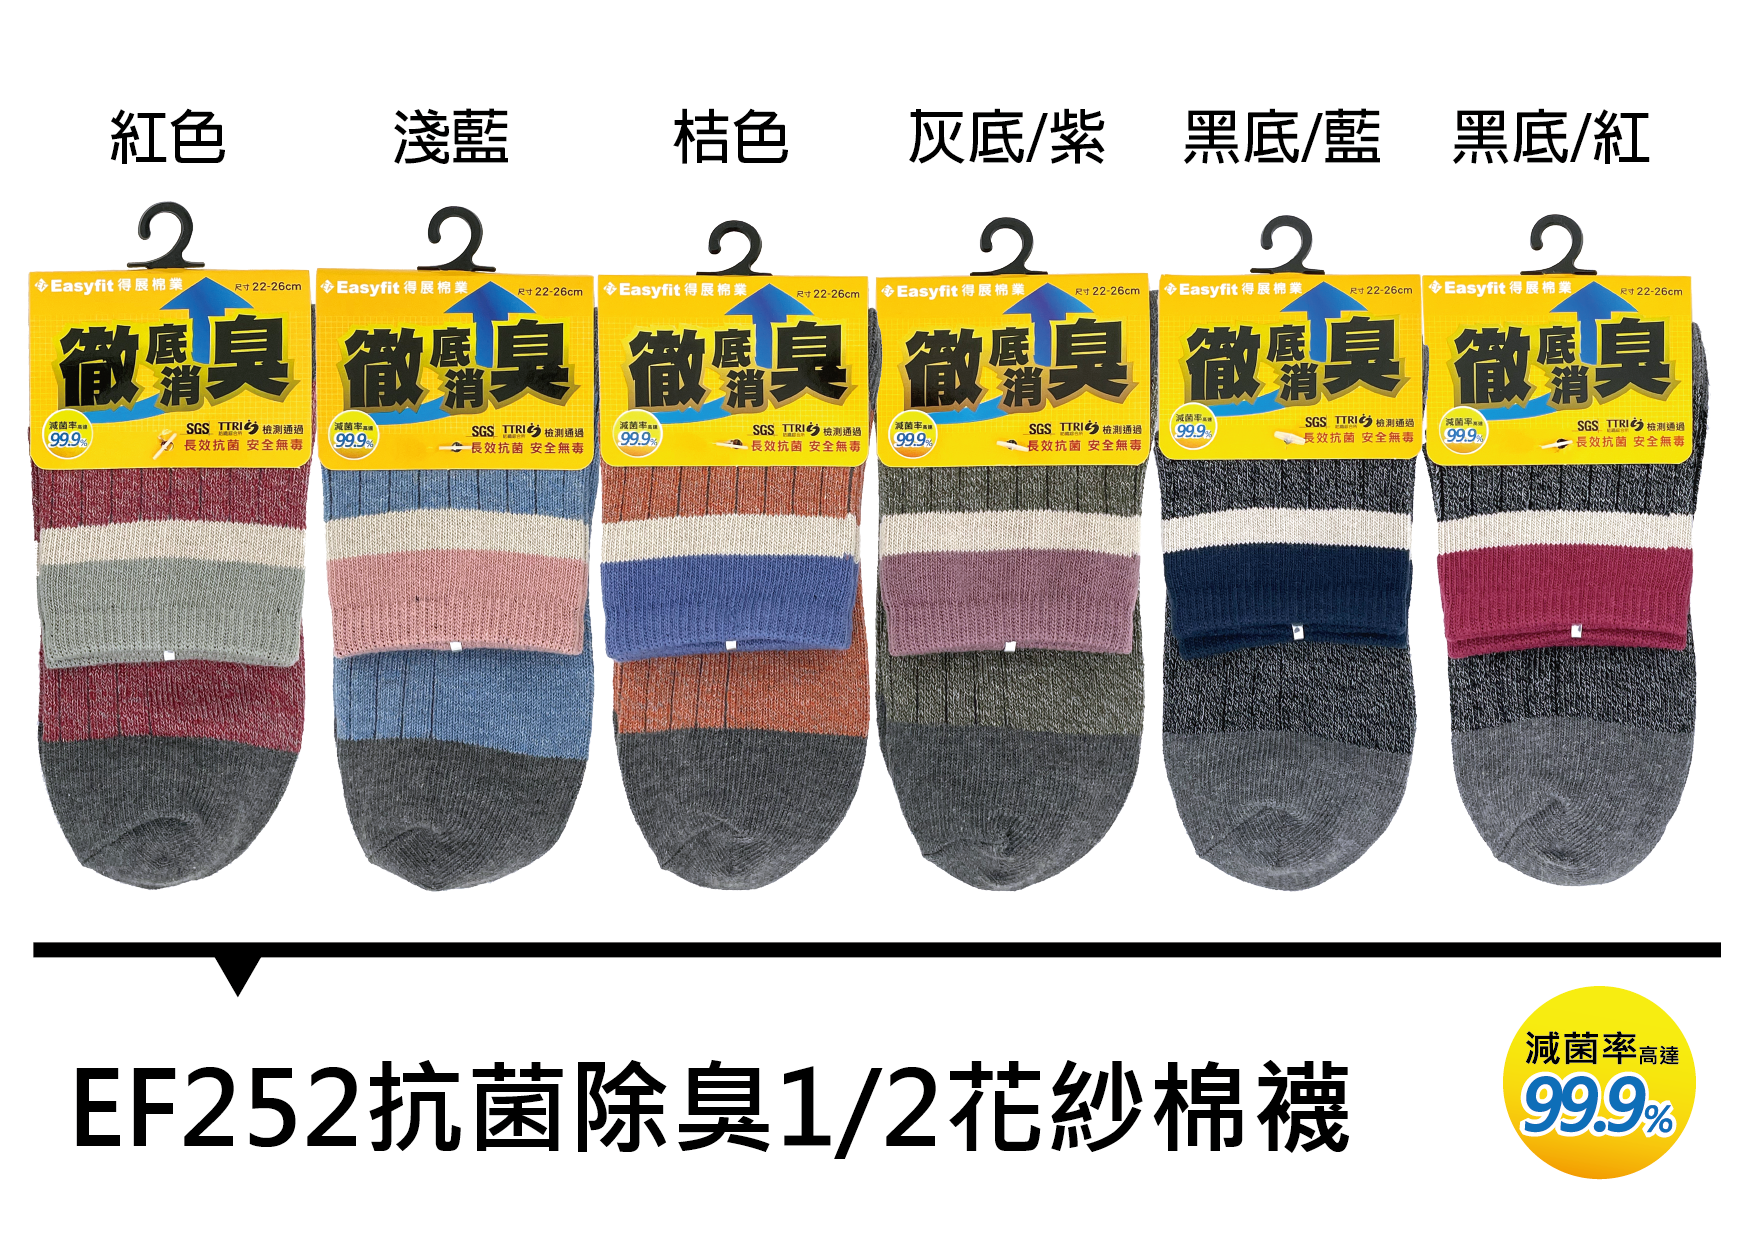 紅色
淺藍
桔色
灰底/紫
黑底/藍
黑底/紅
Easyfit 得展棉業
尺寸 22-26cm
徹底消臭
減菌率高達
99.9%
SGS TTRI 檢測通過
長效抗菌 安全無毒
Easyfit 得展棉業
尺寸 22-26cm
徹底消臭
減菌率高達
99.9%
SGS TTRI 檢測通過
長效抗菌 安全無毒
Easyfit 得展棉業
尺寸 22-26cm
徹底消臭
減菌率高達
99.9%
SGS TTRI 檢測通過
長效抗菌 安全無毒
Easyfit 得展棉業
尺寸 22-26cm
徹底消臭
減菌率高達
99.9%
SGS TTRI 檢測通過
長效抗菌 安全無毒
Easyfit 得展棉業
尺寸 22-26cm
徹底消臭
減菌率高達
99.9%
SGS TTRI 檢測通過
長效抗菌 安全無毒
Easyfit 得展棉業
尺寸 22-26cm
徹底消臭
減菌率高達
99.9%
SGS TTRI 檢測通過
長效抗菌 安全無毒
EF252抗菌除臭1/2花紗棉襪
減菌率高達
99.9%